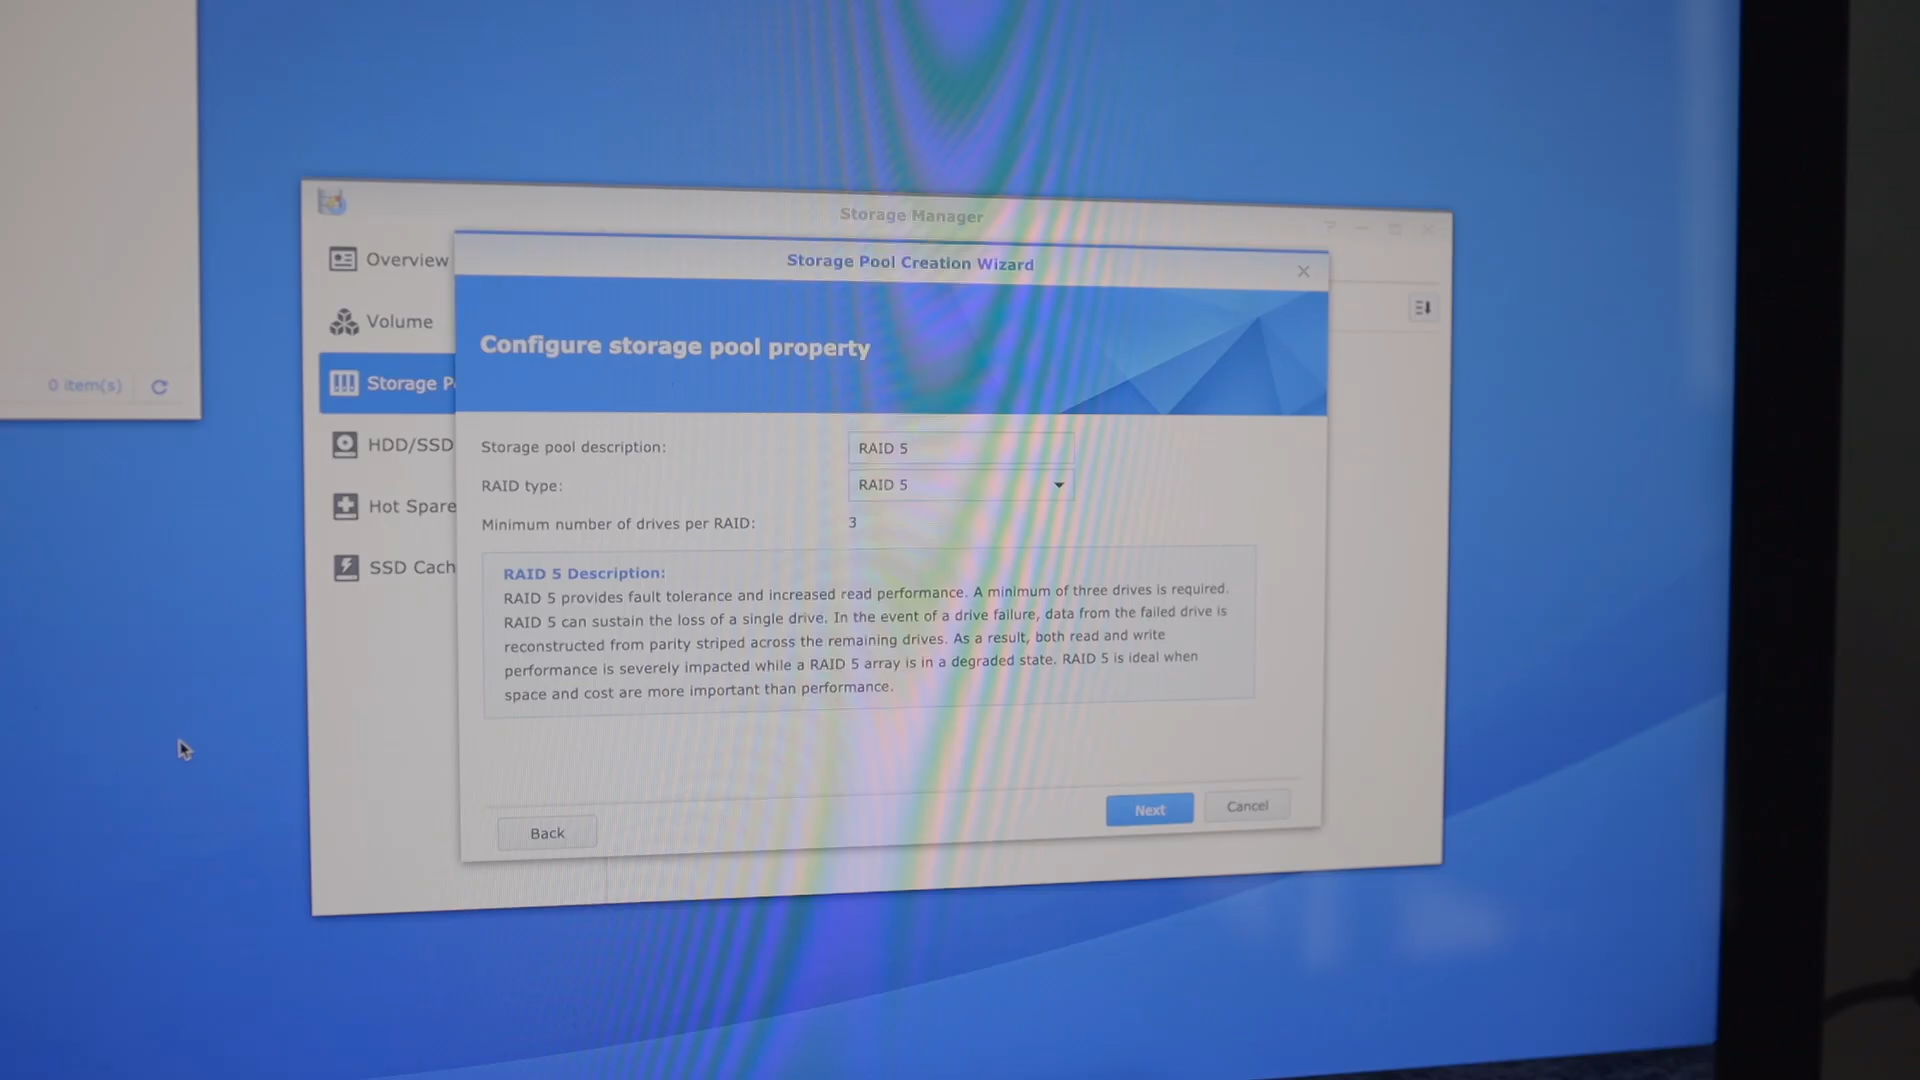 Storage Manager
Overview
Volume
Storage P
HDD/SSD
Hot Spare
SSD Cach
0 item(s)
Storage Pool Creation Wizard
Configure storage pool property
Storage pool description:
RAID 5
RAID type:
RAID 5
Minimum number of drives per RAID:
3
RAID 5 Description:
RAID 5 provides fault tolerance and increased read performance. A minimum of three drives is required.
RAID 5 can sustain the loss of a single drive. In the event of a drive failure, data from the failed drive is
reconstructed from parity striped across the remaining drives. As a result, both read and write
performance is severely impacted while a RAID 5 array is in a degraded state. RAID 5 is ideal when
space and cost are more important than performance.
Back
Next
Cancel